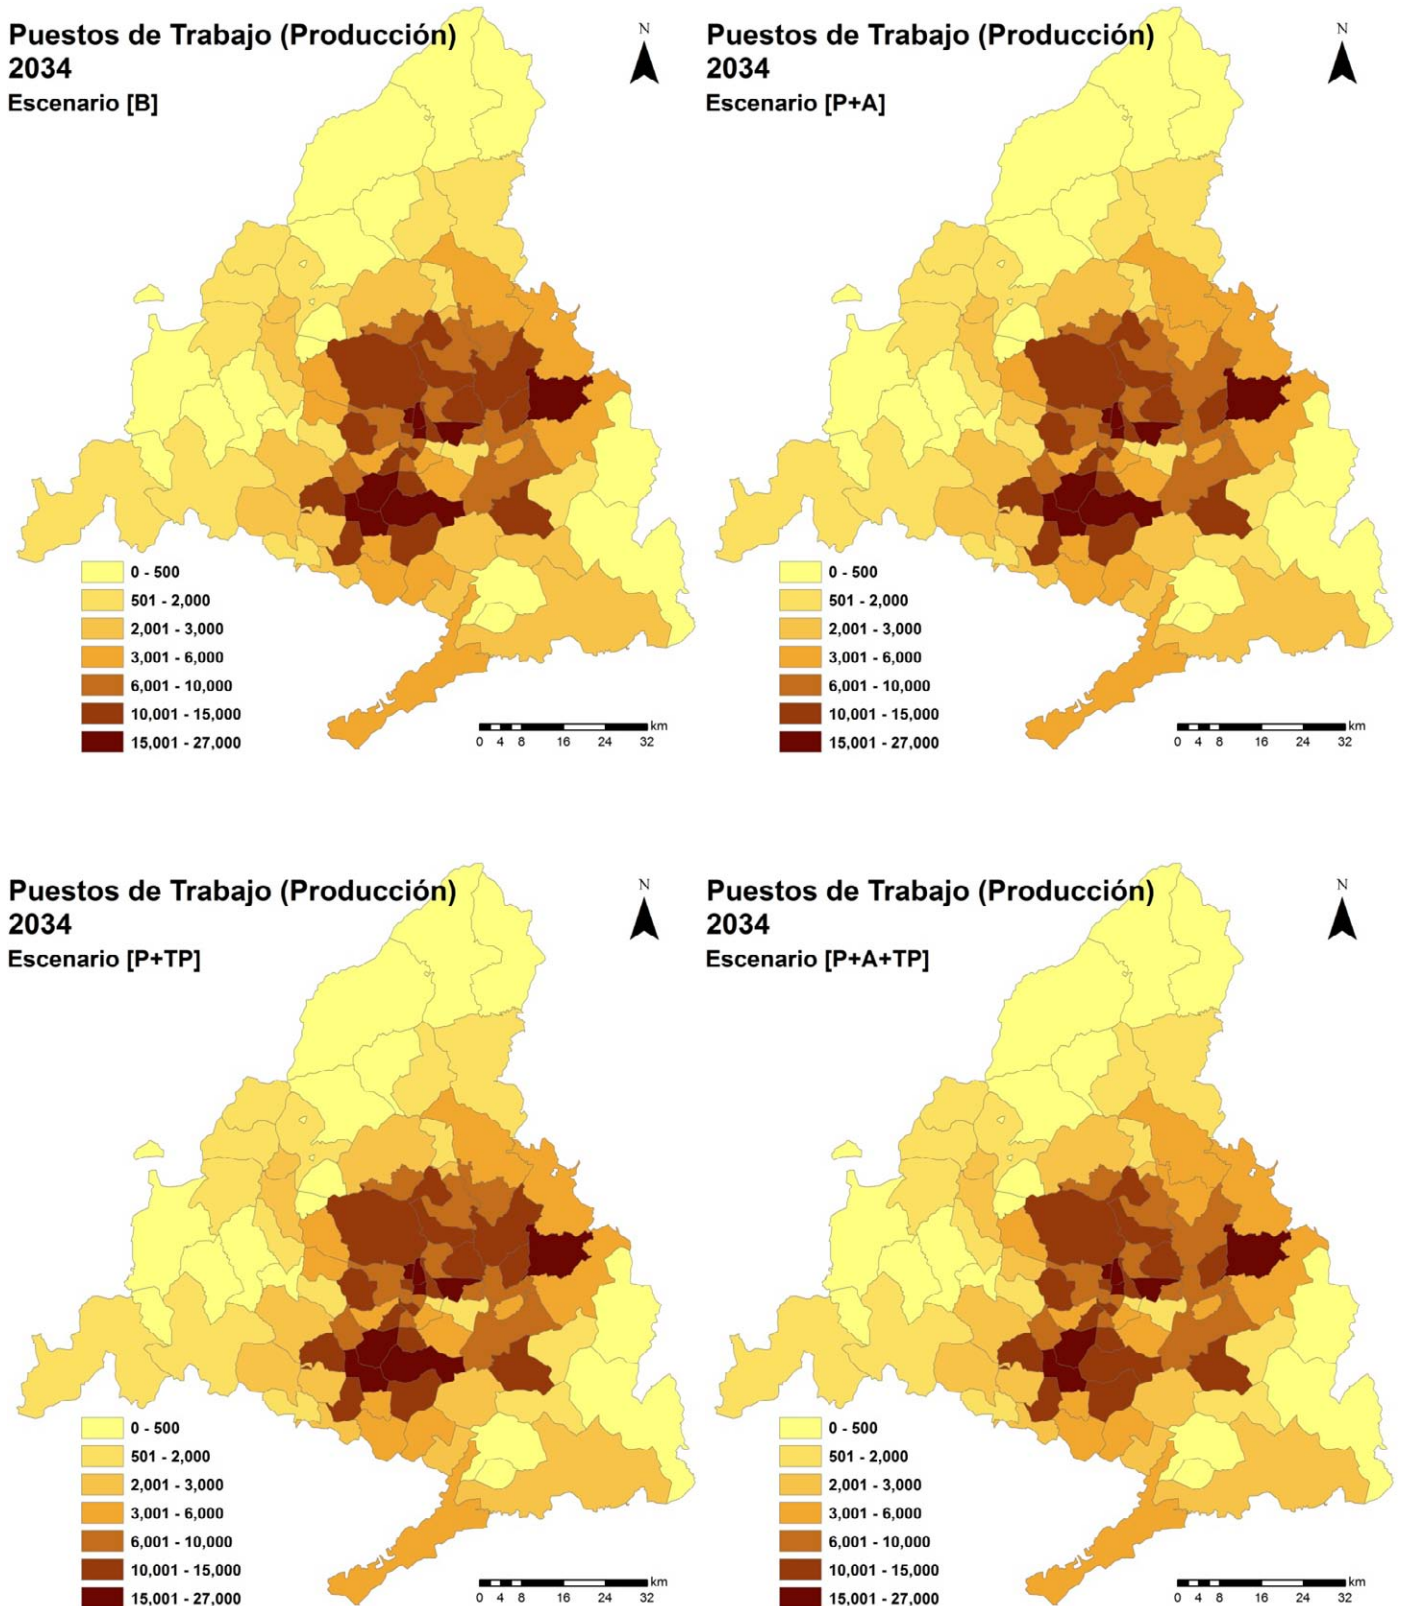 Puestos de Trabajo (Producción)
2034
Escenario [B]
N
0 - 500
501 - 2,000
2,001 - 3,000
3,001 - 6,000
6,001 - 10,000
10,001 - 15,000
15,001 - 27,000
km
0 4 8 16 24 32
Puestos de Trabajo (Producción)
2034
Escenario [P+A]
N
0 - 500
501 - 2,000
2,001 - 3,000
3,001 - 6,000
6,001 - 10,000
10,001 - 15,000
15,001 - 27,000
km
0 4 8 16 24 32
Puestos de Trabajo (Producción)
2034
Escenario [P+TP]
N
0 - 500
501 - 2,000
2,001 - 3,000
3,001 - 6,000
6,001 - 10,000
10,001 - 15,000
15,001 - 27,000
km
0 4 8 16 24 32
Puestos de Trabajo (Producción)
2034
Escenario [P+A+TP]
N
0 - 500
501 - 2,000
2,001 - 3,000
3,001 - 6,000
6,001 - 10,000
10,001 - 15,000
15,001 - 27,000
km
0 4 8 16 24 32